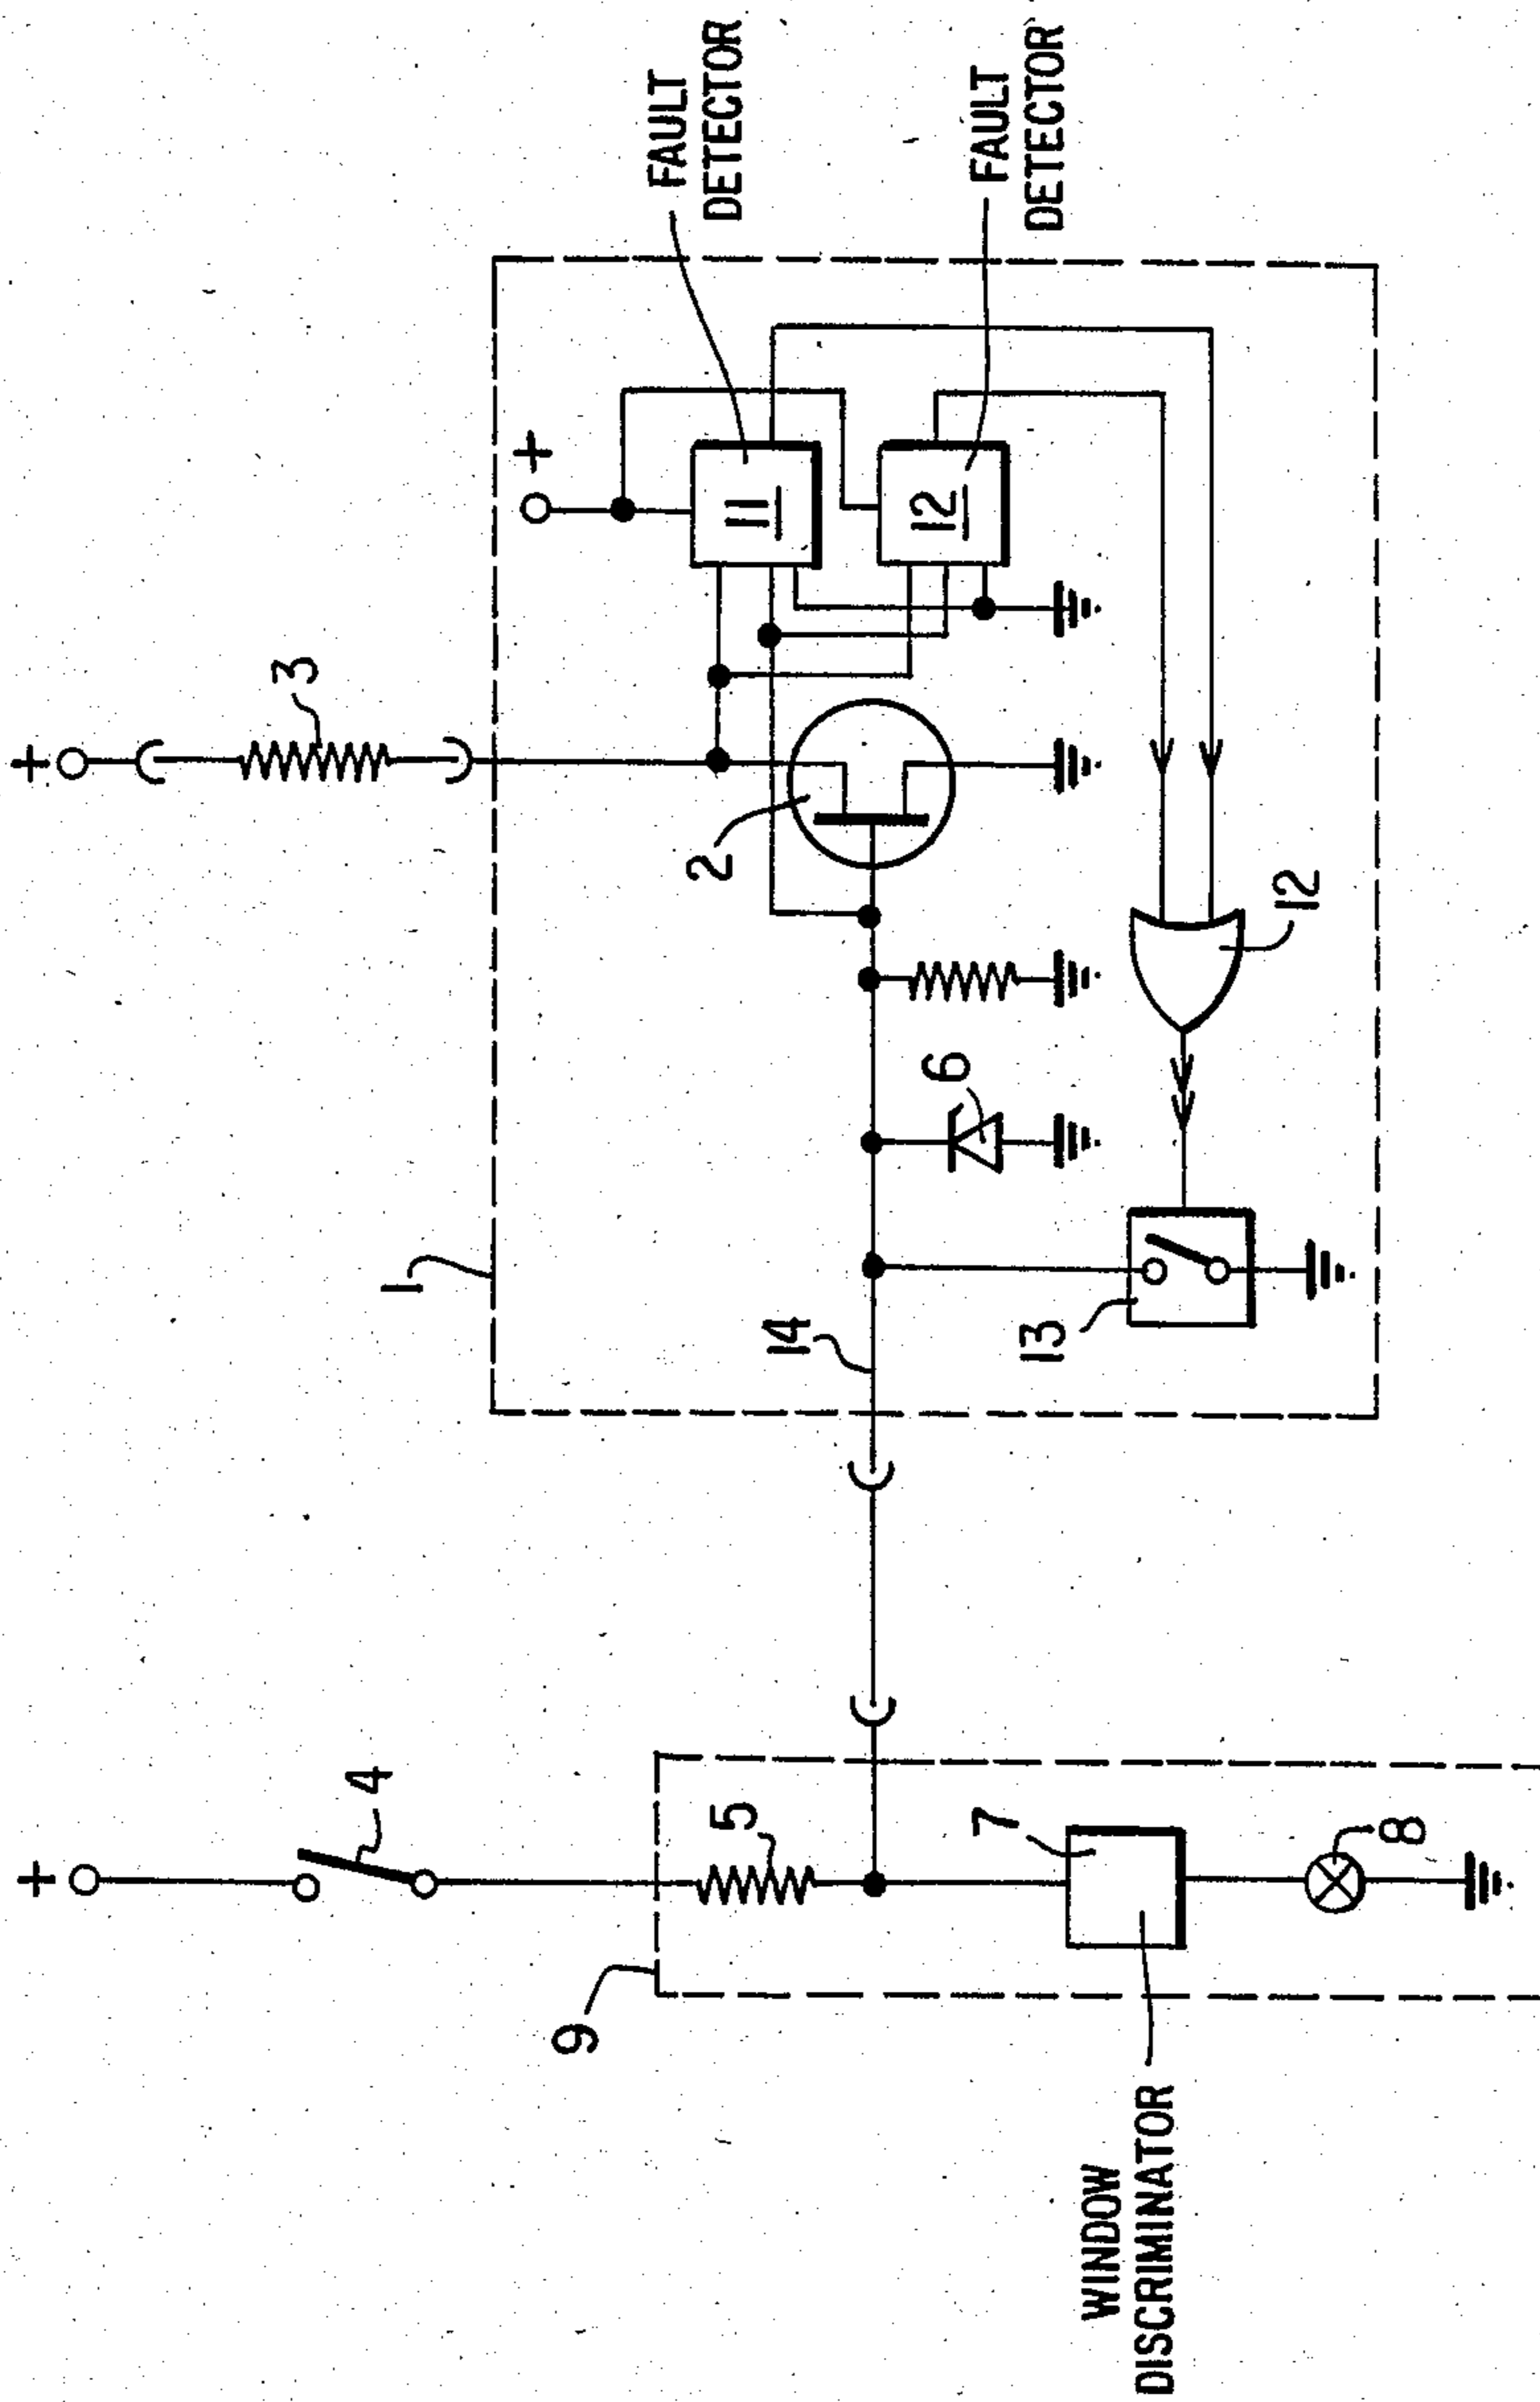 +
3
+
FAULT
DETECTOR
11
12
FAULT
DETECTOR
2
12
6
1
14
13
+
4
5
7
8
9
WINDOW
DISCRIMINATOR